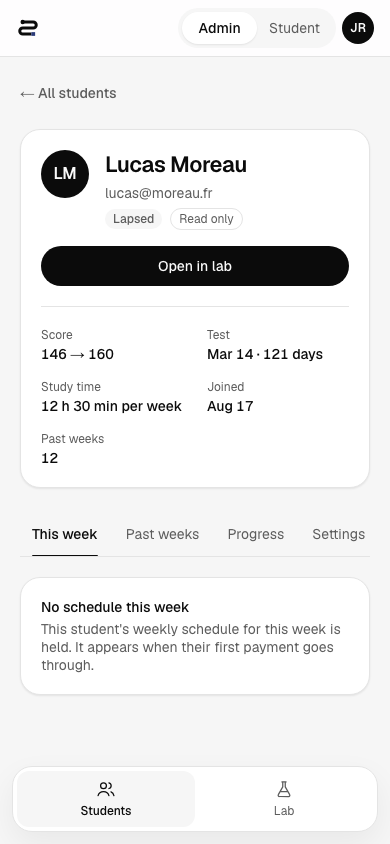 Admin
Student
JR
← All students
LM
Lucas Moreau
lucas@moreau.fr
Lapsed
Read only
Open in lab
Score
146 → 160
Test
Mar 14 · 121 days
Study time
12 h 30 min per week
Joined
Aug 17
Past weeks
12
This week
Past weeks
Progress
Settings
No schedule this week
This student's weekly schedule for this week is
held. It appears when their first payment goes
through.
Students
Lab